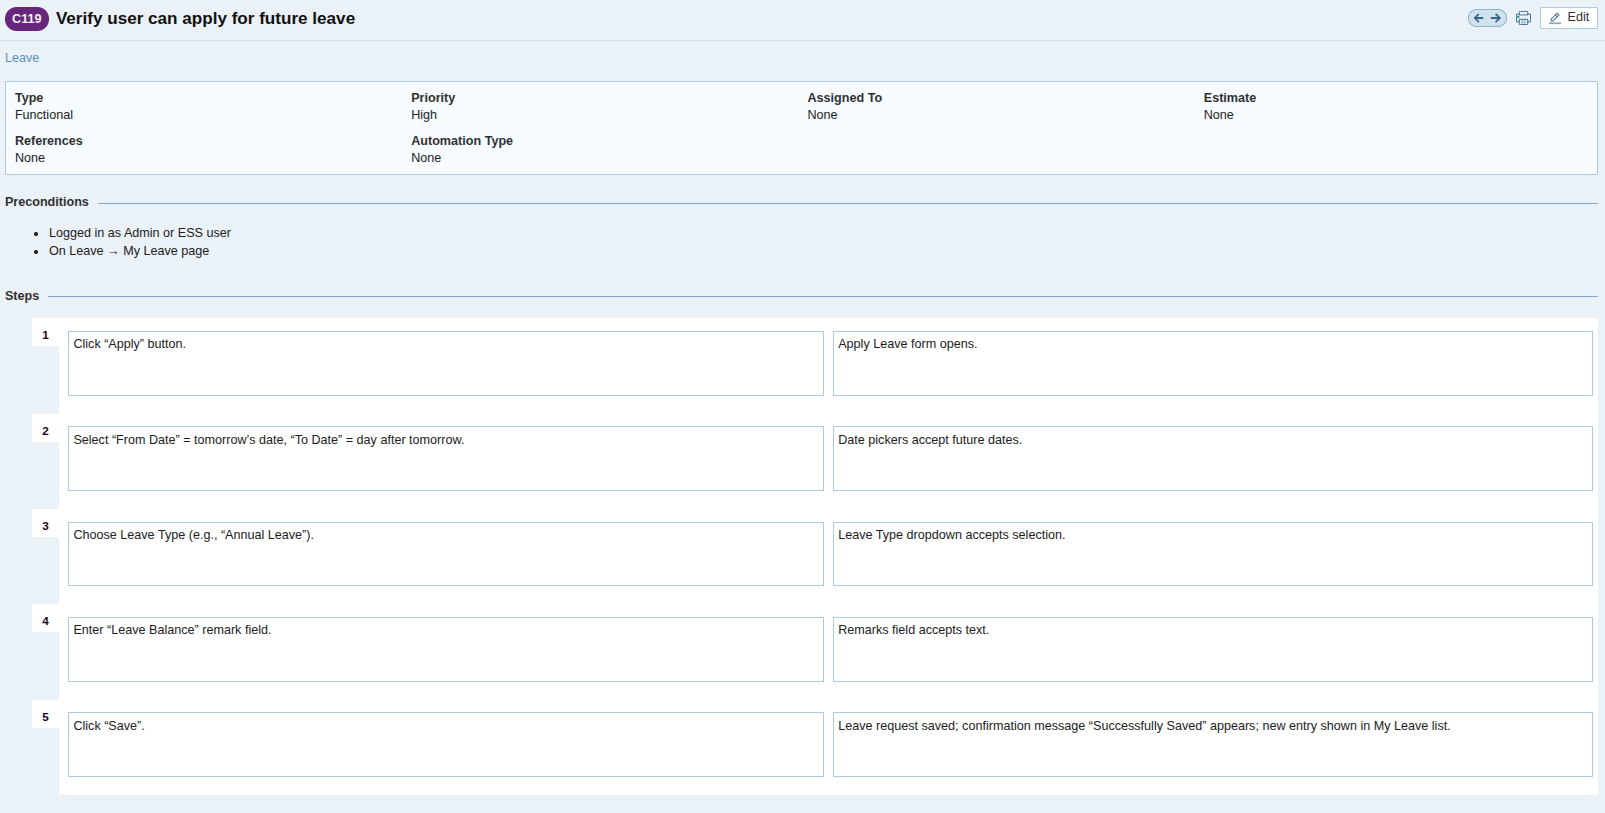 C119 Verify user can apply for future leave
Edit
Leave
Type Priority Assigned To Estimate
Functional High None None
References Automation Type
None None
Preconditions
• Logged in as Admin or ESS user
• On Leave → My Leave page
Steps
1 Click “Apply” button. Apply Leave form opens.
2 Select “From Date” = tomorrow’s date, “To Date” = day after tomorrow. Date pickers accept future dates.
3 Choose Leave Type (e.g., “Annual Leave”). Leave Type dropdown accepts selection.
4 Enter “Leave Balance” remark field. Remarks field accepts text.
5 Click “Save”. Leave request saved; confirmation message “Successfully Saved” appears; new entry shown in My Leave list.